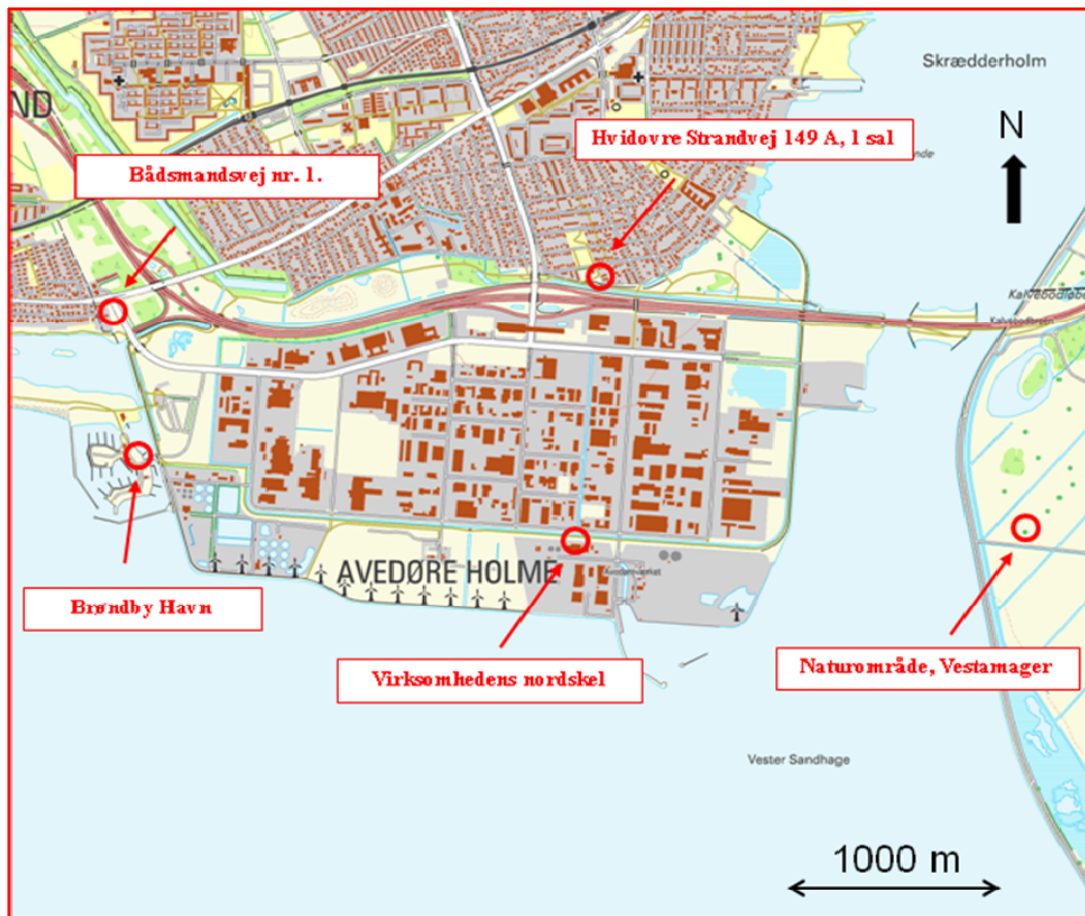 Skrædderholm
ND
Hvidovre Strandvej 149 A, 1 sal
N
Bådsmandsvej nr. 1.
Kalvebodbroen
AVEDØRE HOLME
Brøndby Havn
Virksomhedens nordskel
Naturområde, Vestamager
Vester Sandhage
1000 m